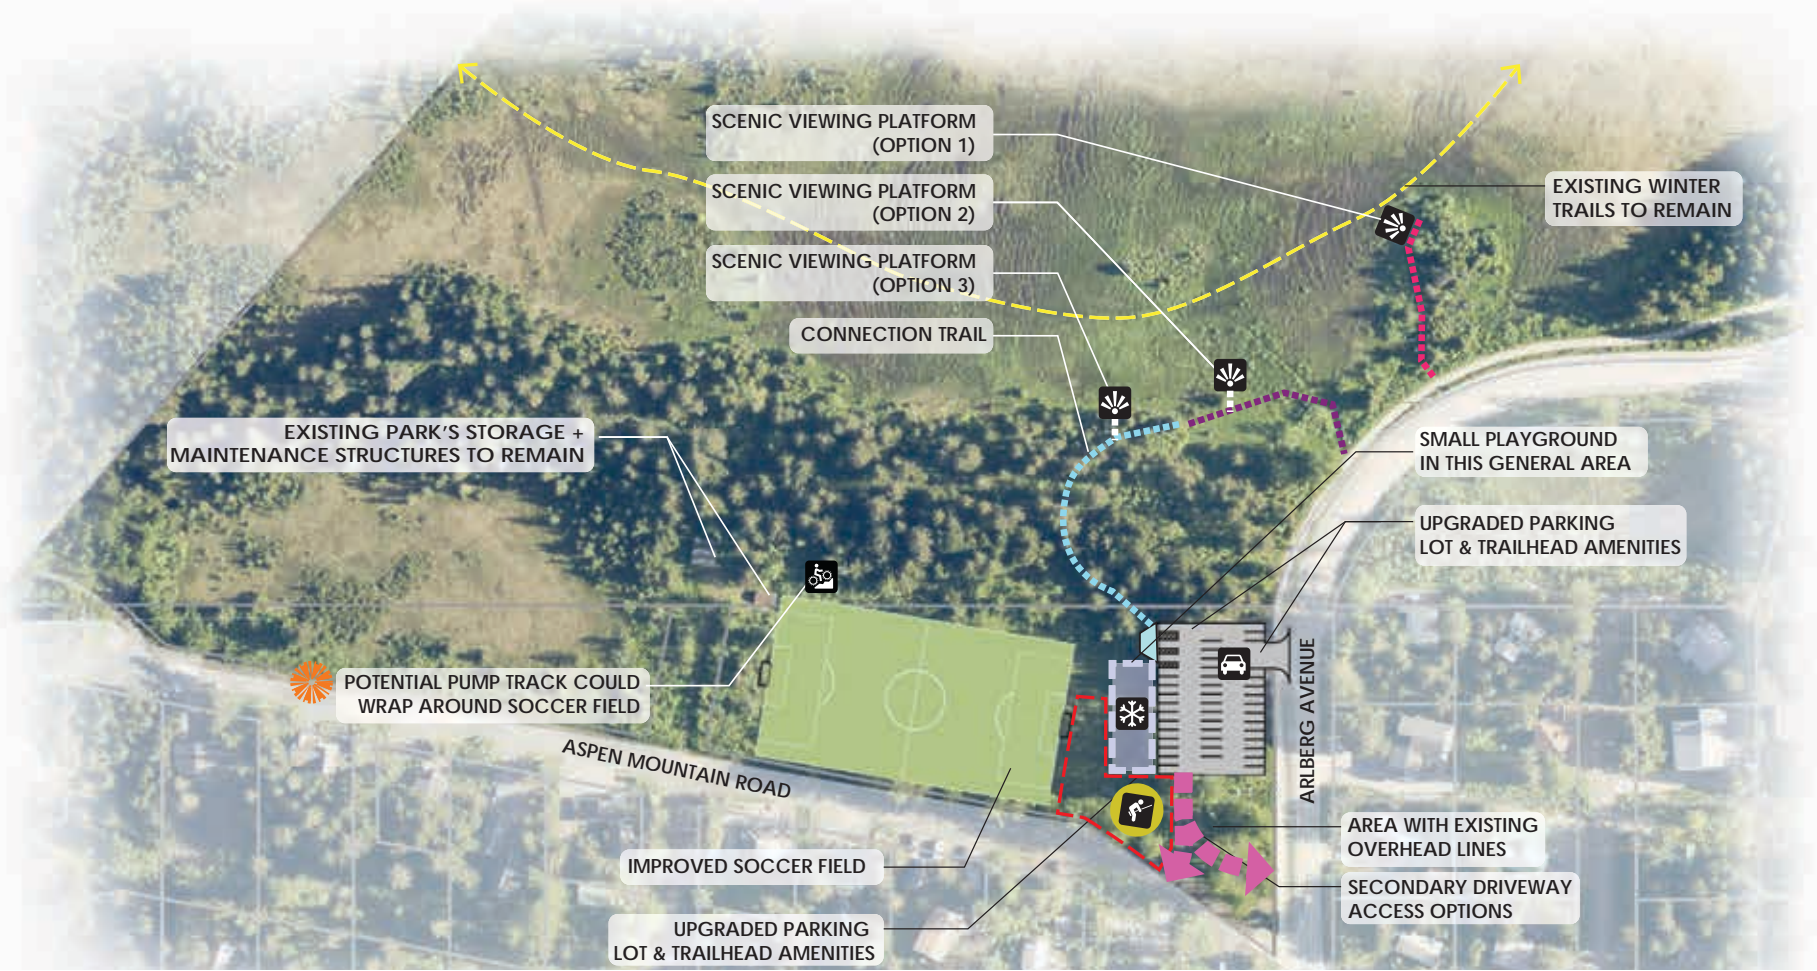 SCENIC VIEWING PLATFORM
(OPTION 1)
SCENIC VIEWING PLATFORM
(OPTION 2)
EXISTING WINTER
TRAILS TO REMAIN
SCENIC VIEWING PLATFORM
(OPTION 3)
CONNECTION TRAIL
EXISTING PARK'S STORAGE +
MAINTENANCE STRUCTURES TO REMAIN
SMALL PLAYGROUND
IN THIS GENERAL AREA
UPGRADED PARKING
LOT & TRAILHEAD AMENITIES
POTENTIAL PUMP TRACK COULD
WRAP AROUND SOCCER FIELD
ASPEN MOUNTAIN ROAD
ARLBERG AVENUE
IMPROVED SOCCER FIELD
AREA WITH EXISTING
OVERHEAD LINES
SECONDARY DRIVEWAY
ACCESS OPTIONS
UPGRADED PARKING
LOT & TRAILHEAD AMENITIES